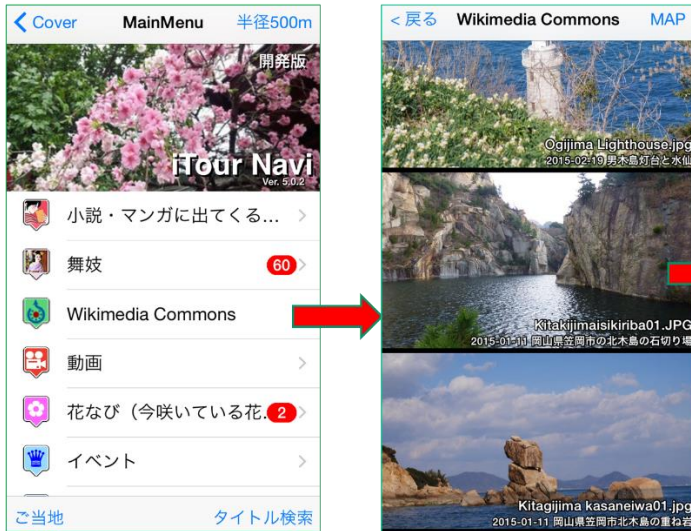 Cover
MainMenu
半径500m
開発版
iTour Navi
Ver. 5.0.2
小説・マンガに出てくる...
舞妓
60
Wikimedia Commons
動画
花なび（今咲いている花.
2
イベント
ご当地
タイトル検索
< 戻る
Wikimedia Commons
MAP
Ogijima Lighthouse.jpg
2015-02-19 男木島灯台と水仙
Kitakijimaisikiriba01.JPG
2015-01-11 岡山県笠岡市の北木島の石切り場
Kitagijima kasaneiwa01.jpg
2015-01-11 岡山県笠岡市北木島の重ね岩